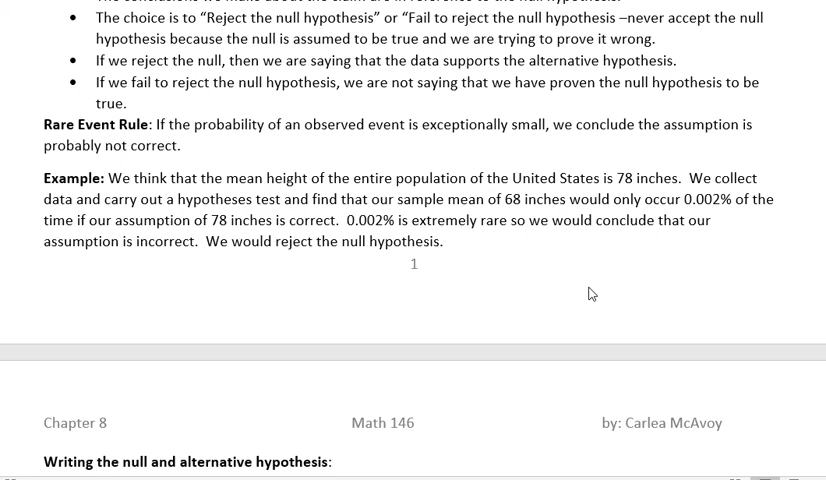 • The choice is to “Reject the null hypothesis” or “Fail to reject the null hypothesis –never accept the null
hypothesis because the null is assumed to be true and we are trying to prove it wrong.
• If we reject the null, then we are saying that the data supports the alternative hypothesis.
• If we fail to reject the null hypothesis, we are not saying that we have proven the null hypothesis to be
true.
Rare Event Rule: If the probability of an observed event is exceptionally small, we conclude the assumption is
probably not correct.
Example: We think that the mean height of the entire population of the United States is 78 inches. We collect
data and carry out a hypotheses test and find that our sample mean of 68 inches would only occur 0.002% of the
time if our assumption of 78 inches is correct. 0.002% is extremely rare so we would conclude that our
assumption is incorrect. We would reject the null hypothesis.
1
Chapter 8 Math 146 by: Carlea McAvoy
Writing the null and alternative hypothesis: